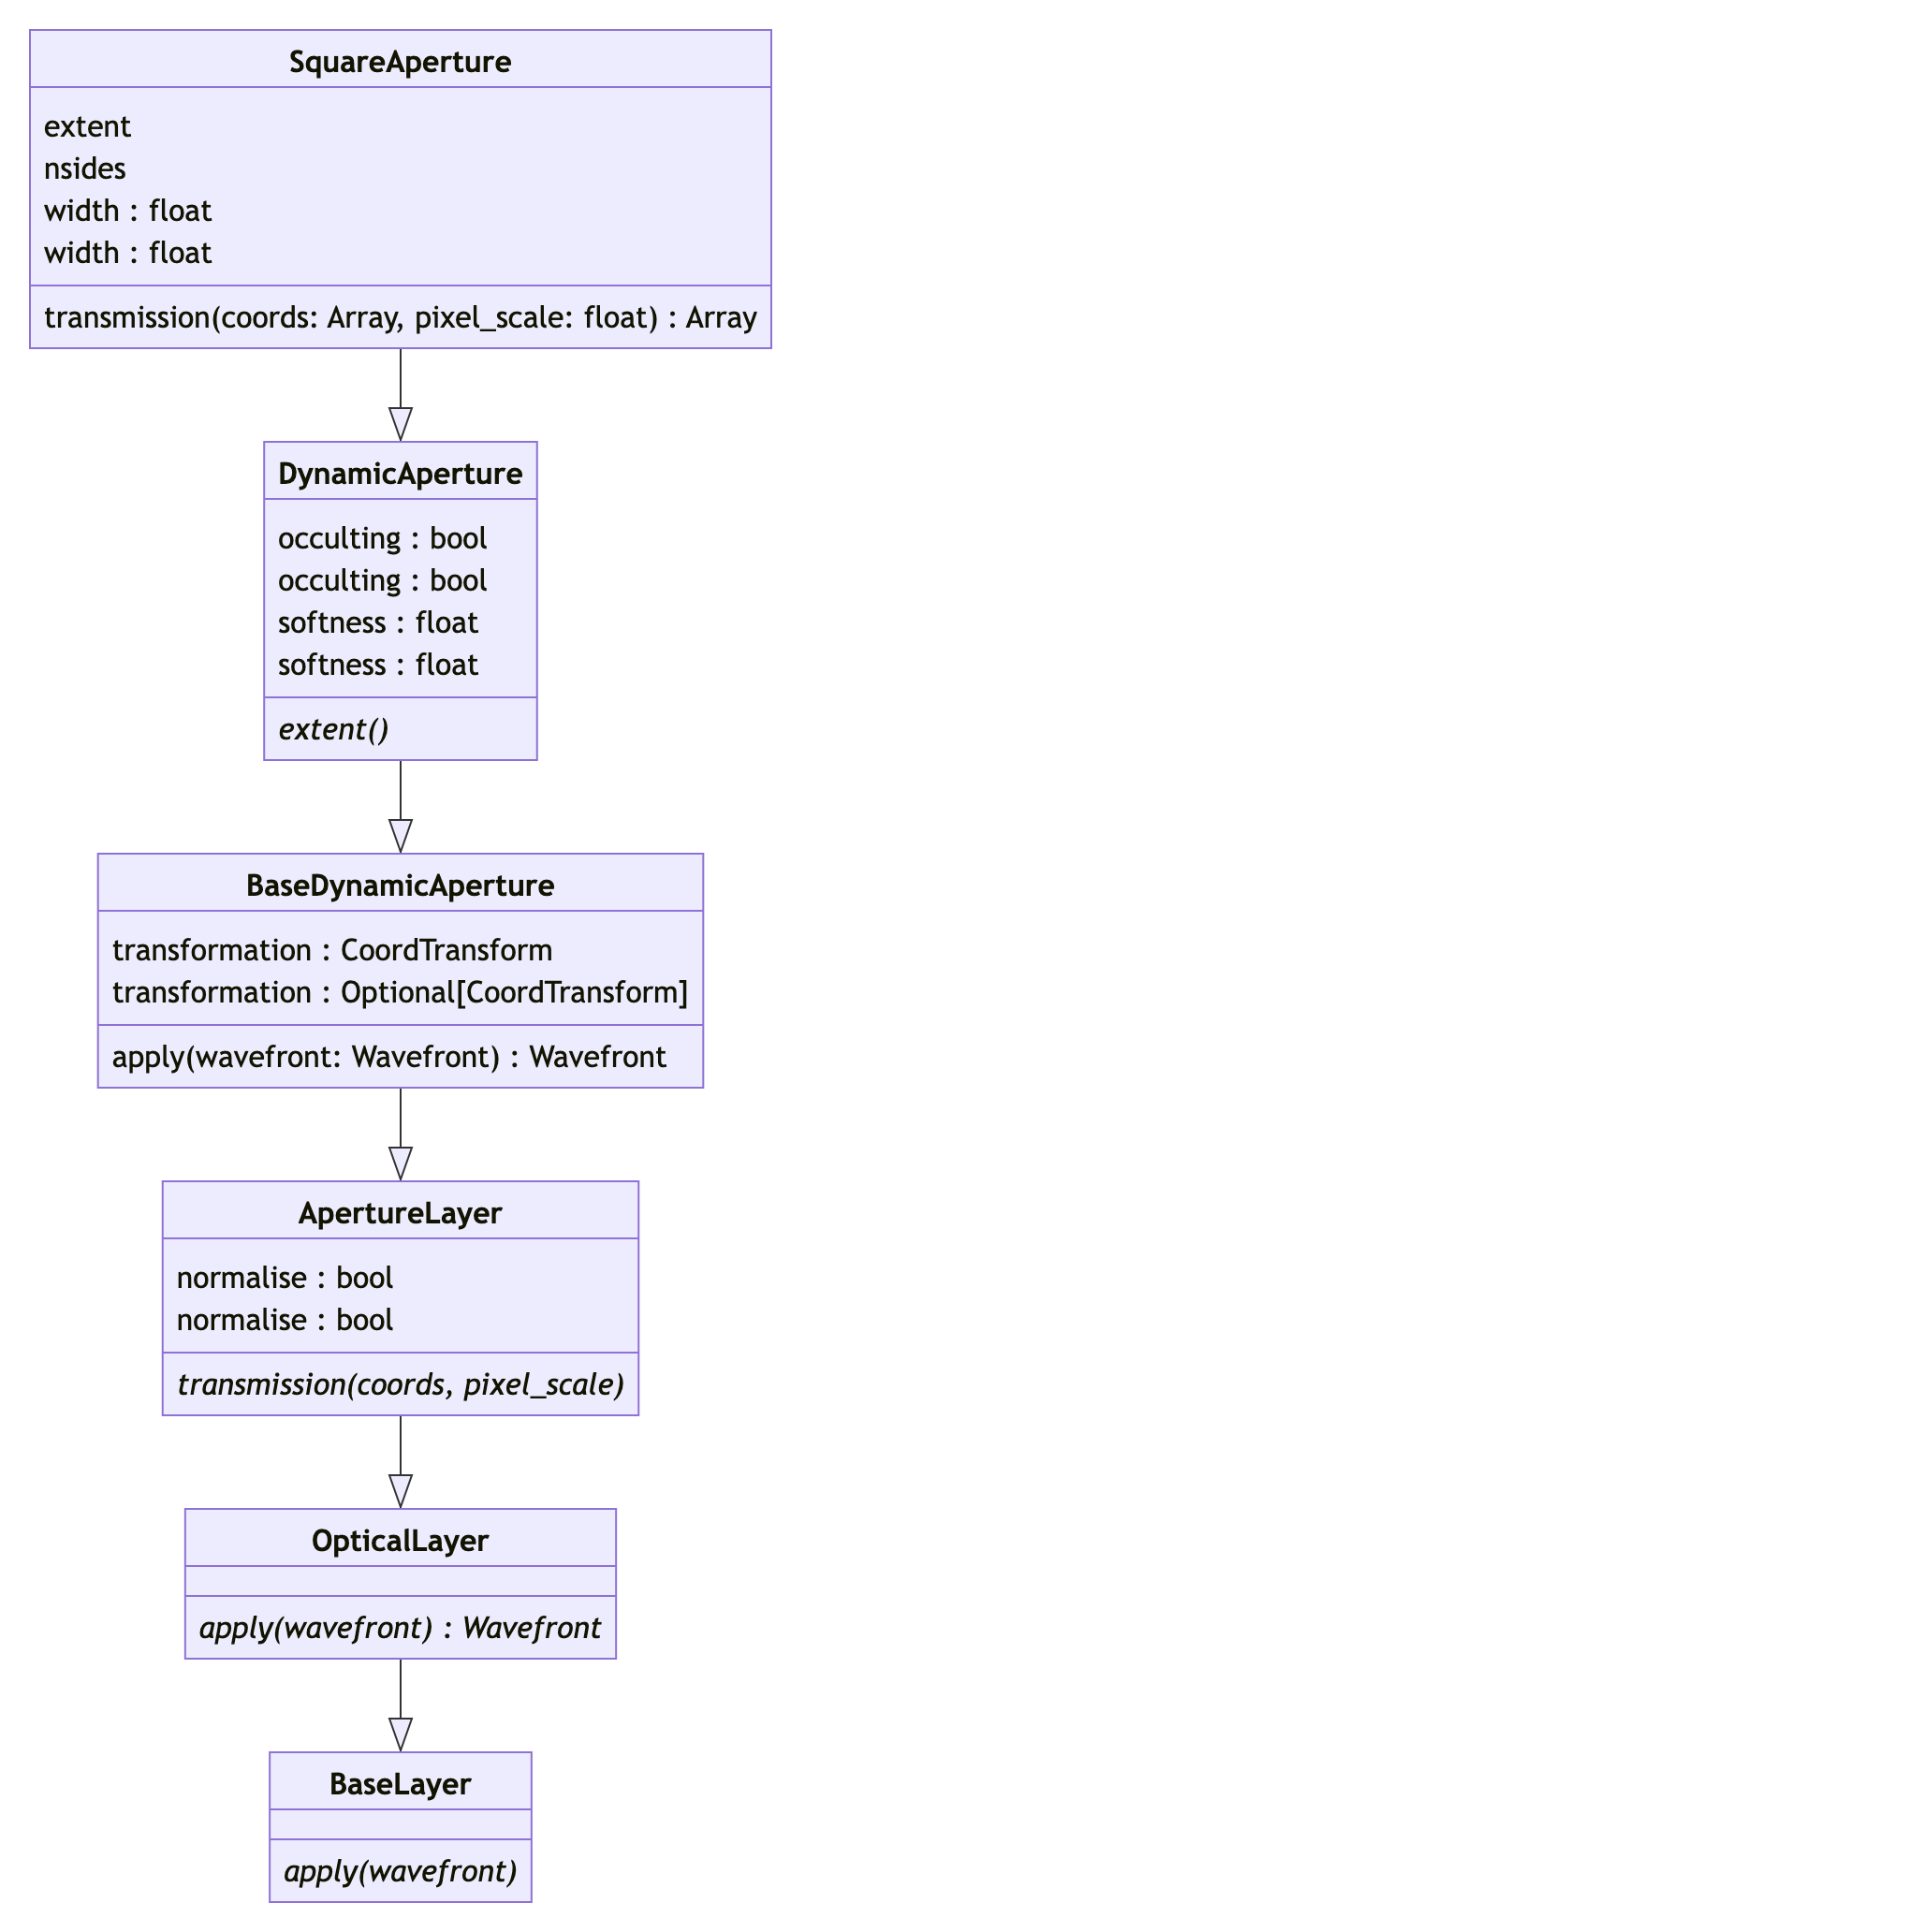 SquareAperture
extent
nsides
width : float
width : float
transmission(coords: Array, pixel_scale: float) : Array
DynamicAperture
occulting : bool
occulting : bool
softness : float
softness : float
extent()
BaseDynamicAperture
transformation : CoordTransform
transformation : Optional[CoordTransform]
apply(wavefront: Wavefront) : Wavefront
ApertureLayer
normalise : bool
normalise : bool
transmission(coords, pixel_scale)
OpticalLayer
apply(wavefront) : Wavefront
BaseLayer
apply(wavefront)